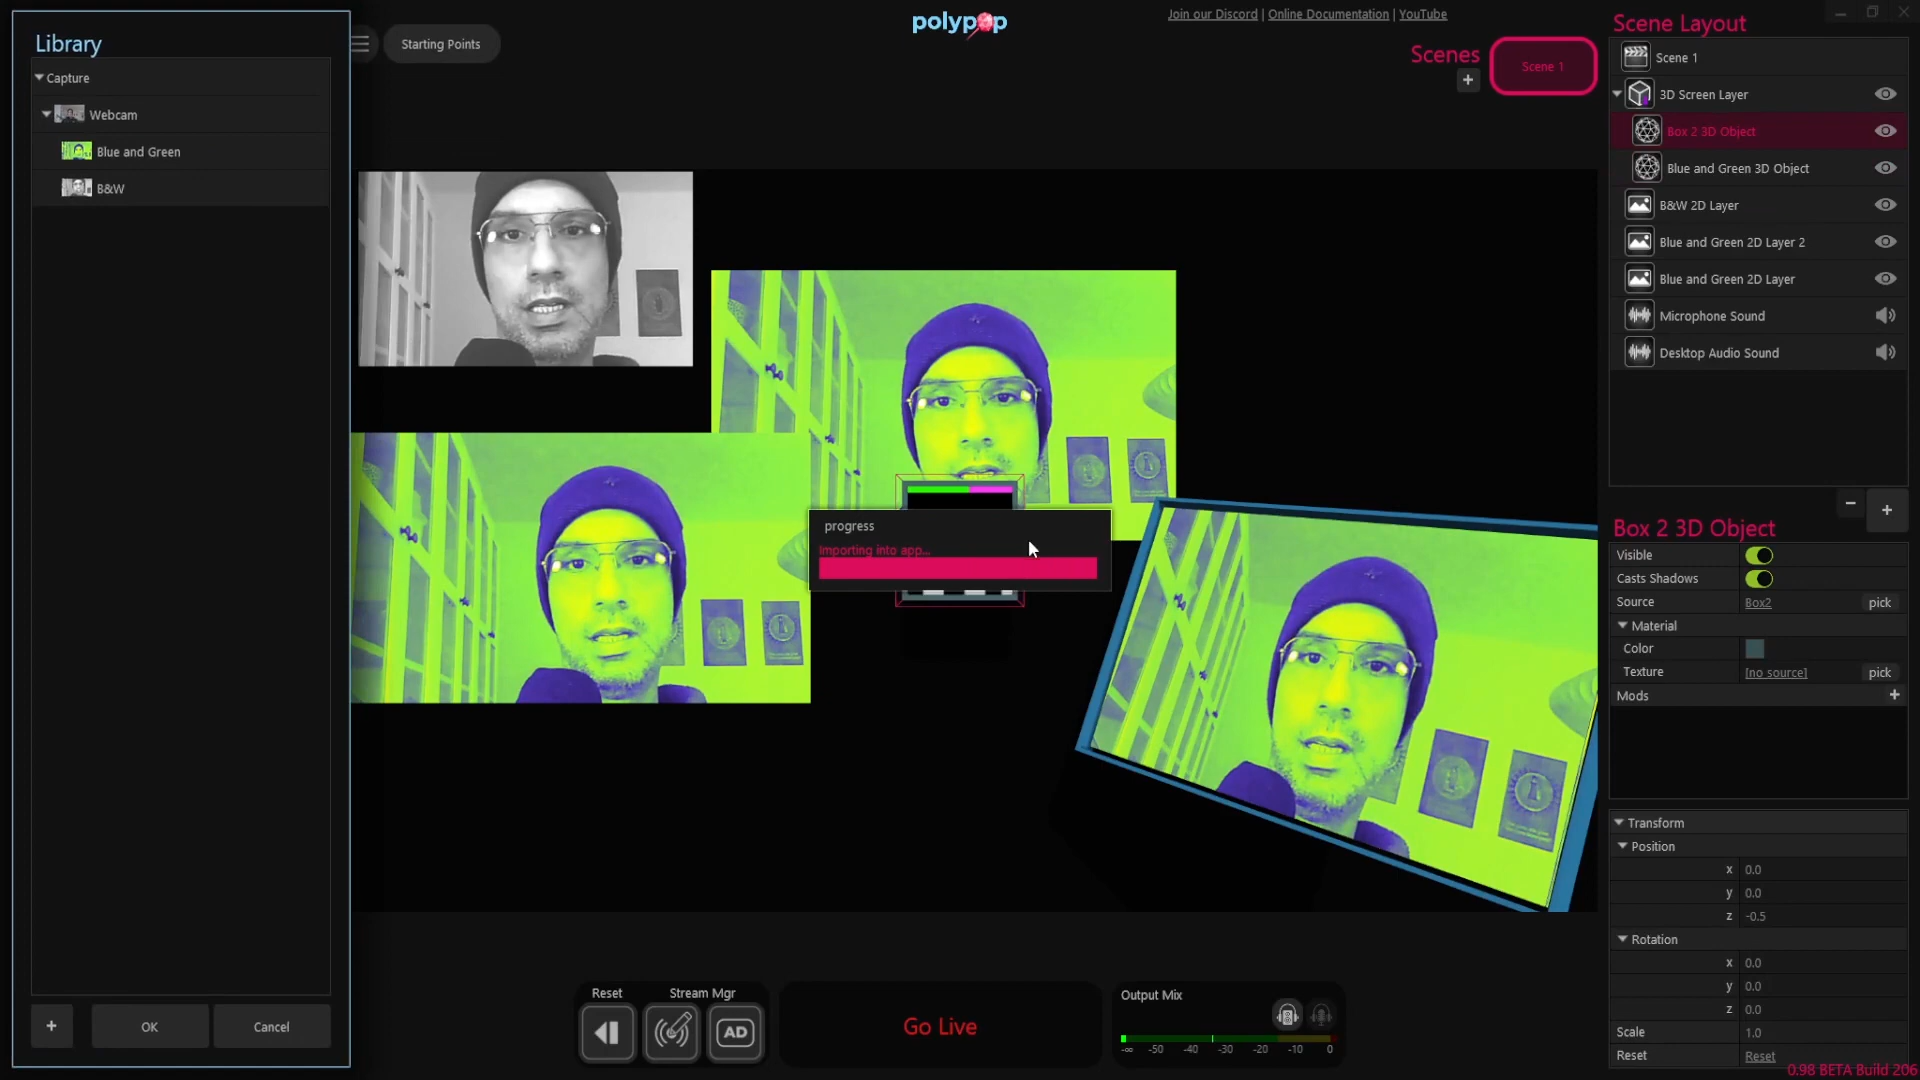 Library
Capture
Webcam
Blue and Green
B&W
+
OK
Cancel
Starting Points
polypop
Join our Discord | Online Documentation | YouTube
Scenes
+
Scene 1
Scene Layout
Scene 1
3D Screen Layer
Box 2 3D Object
Blue and Green 3D Object
B&W 2D Layer
Blue and Green 2D Layer 2
Blue and Green 2D Layer
Microphone Sound
Desktop Audio Sound
progress
Importing into app...
Box 2 3D Object
Visible
Casts Shadows
Source Box2 pick
Material
Color
Texture [no source] pick
Mods +
Transform
Position
x 0.0
y 0.0
z -0.5
Rotation
x 0.0
y 0.0
z 0.0
Scale 1.0
Reset Reset
Reset
Stream Mgr
AD
Go Live
Output Mix
-∞ -50 -40 -30 -20 -10 0
0.98 BETA Build 206